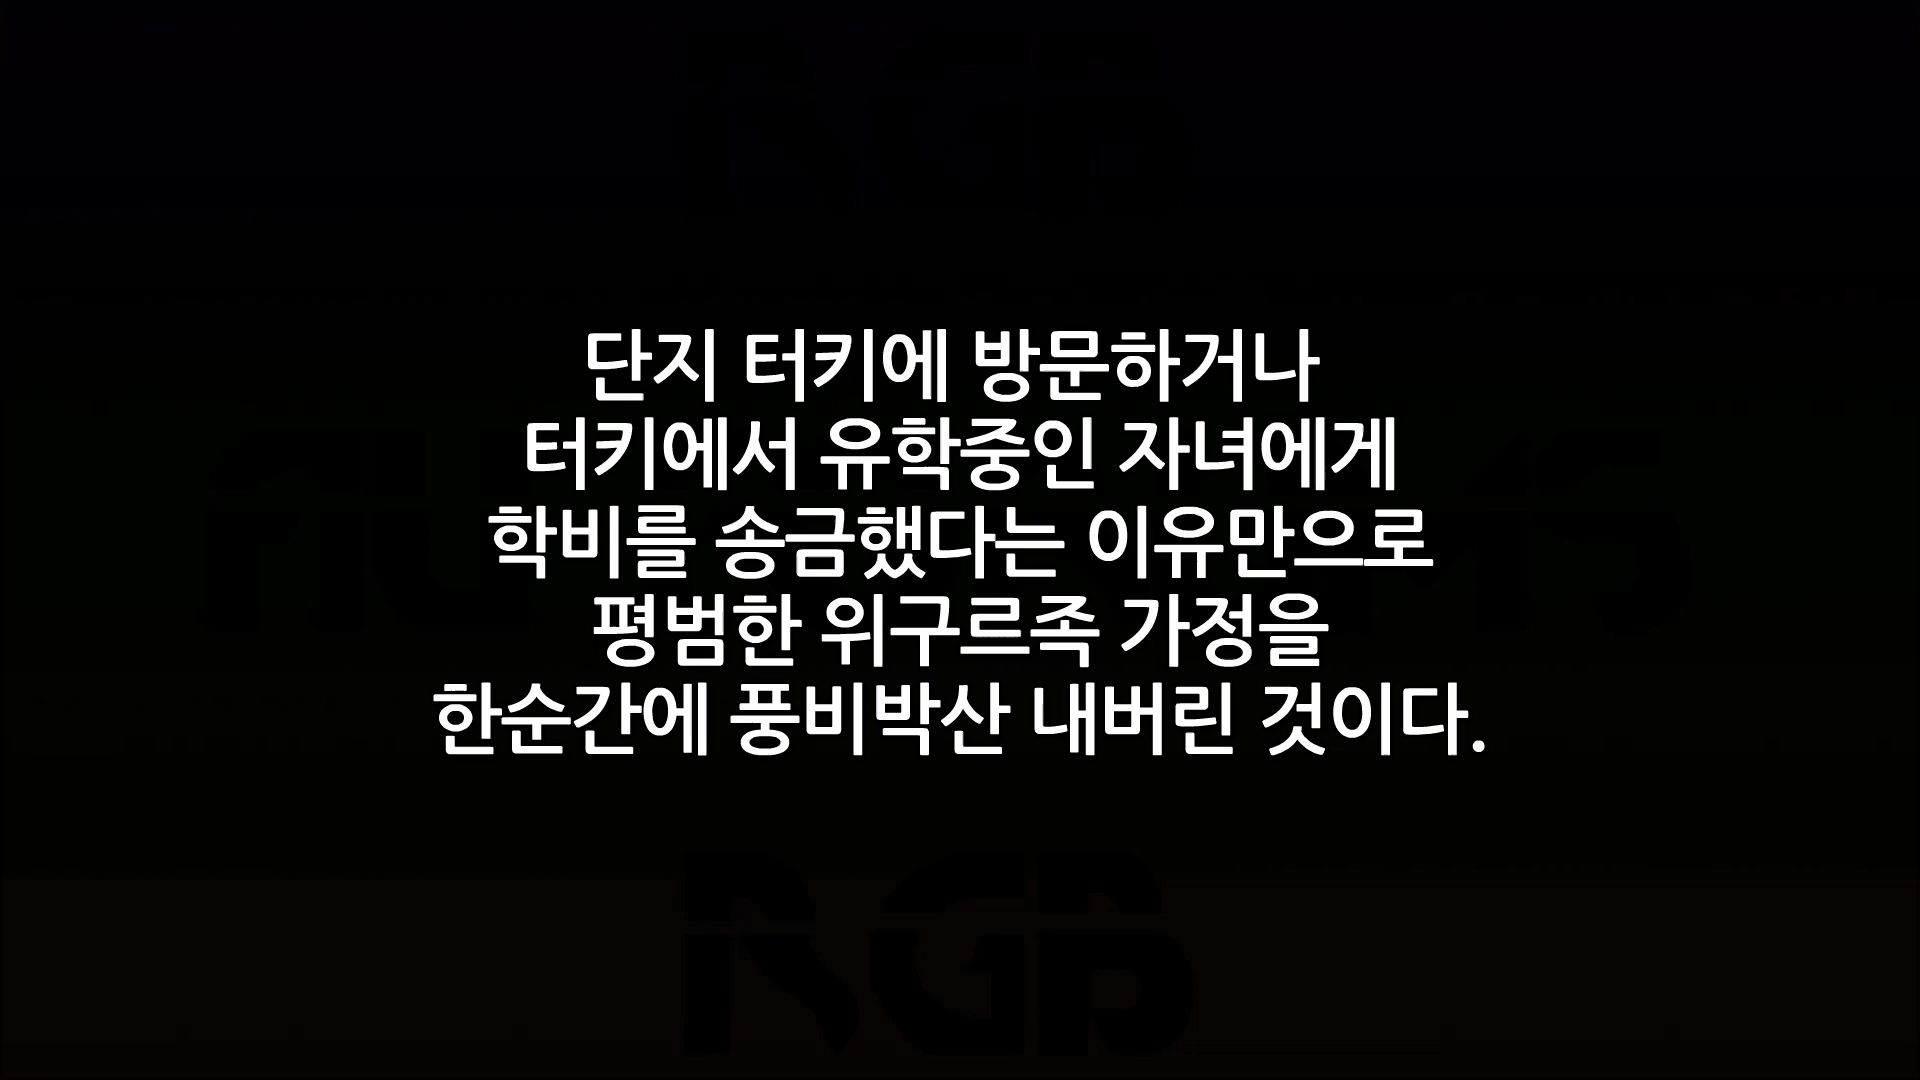 단지 터키에 방문하거나
터키에서 유학중인 자녀에게
학비를 송금했다는 이유만으로
평범한 위구르족 가정을
한순간에 풍비박산 내버린 것이다.